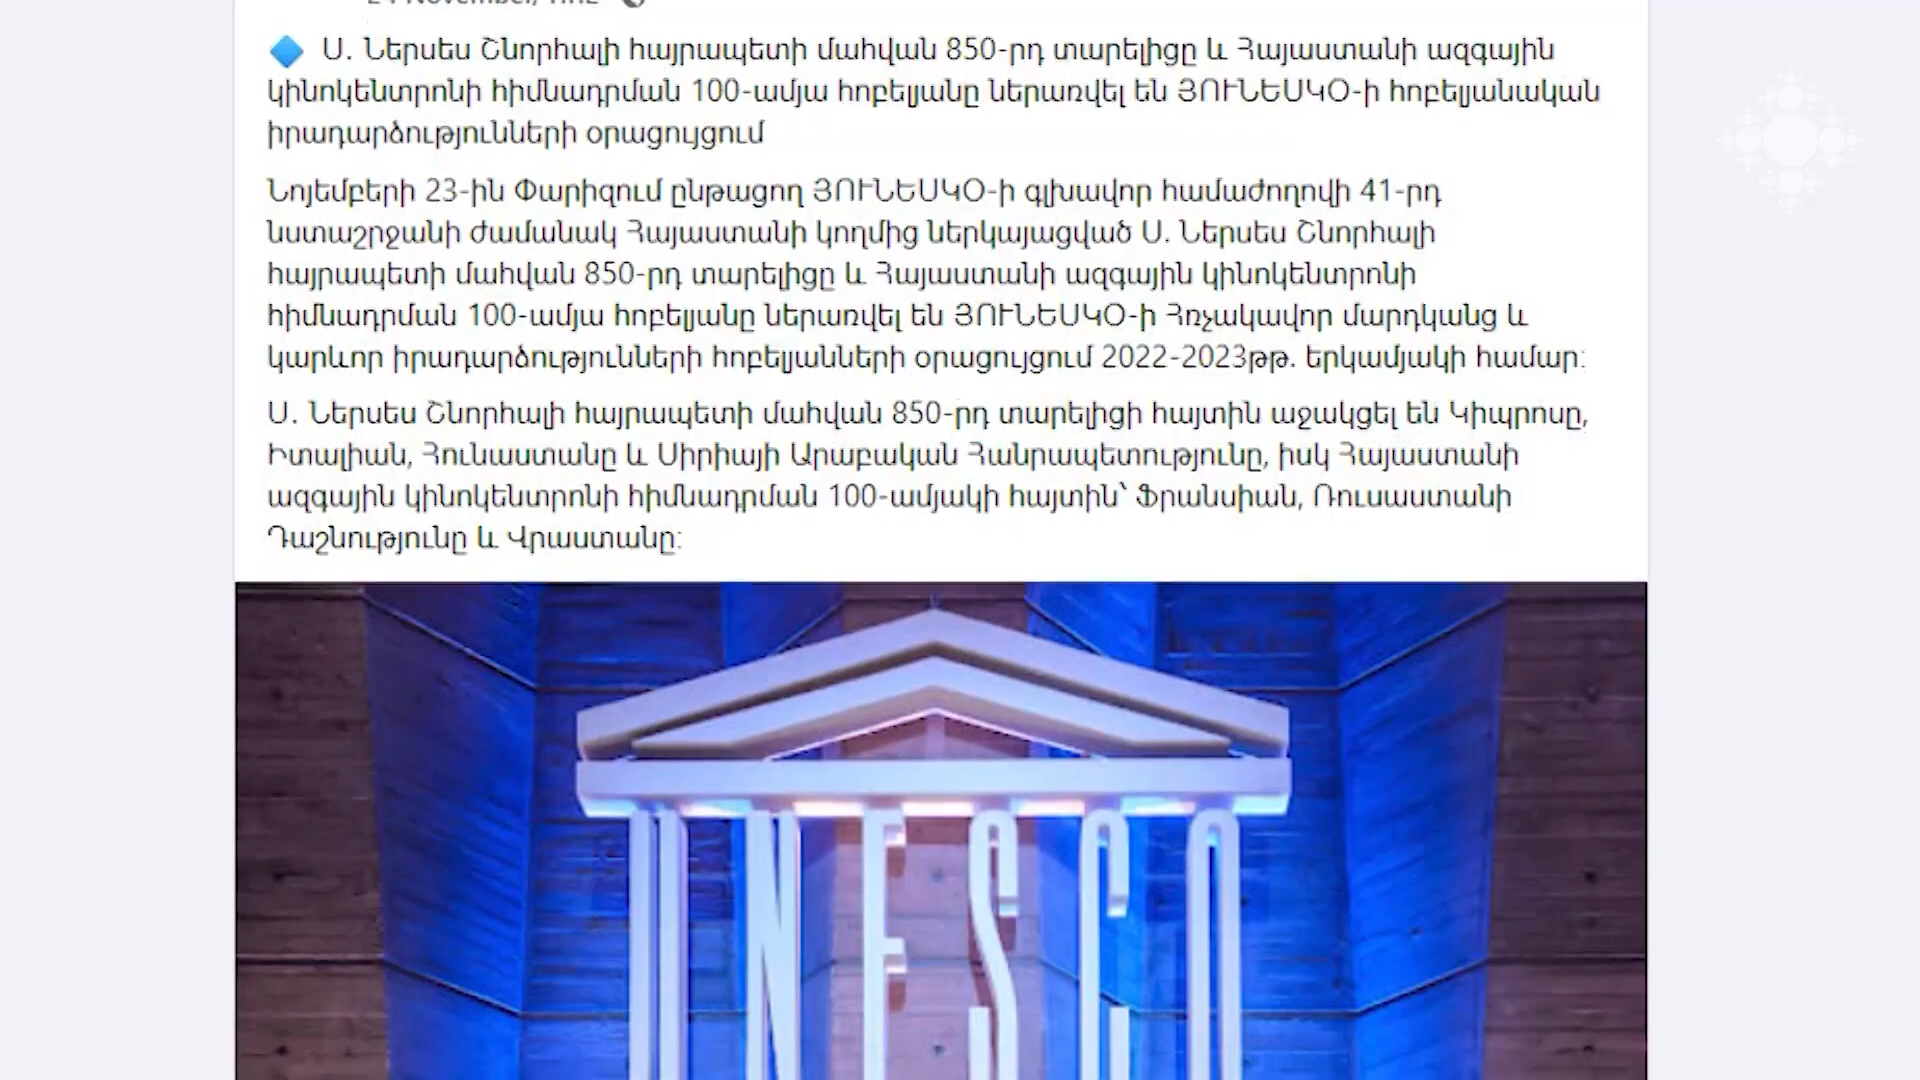 Ս. Ներսես Շնորհալի հայրապետի մահվան 850-րդ տարելիցը և Հայաստանի ազգային
կինոկենտրոնի հիմնադրման 100-ամյա հոբելյանը ներառվել են ՅՈՒՆԵՍԿՕ-ի հոբելյանական
իրադարձությունների օրացույցում
Նոյեմբերի 23-ին Փարիզում ընթացող ՅՈՒՆԵՍԿՕ-ի գլխավոր համաժողովի 41-րդ
նստաշրջանի ժամանակ Հայաստանի կողմից ներկայացված Ս. Ներսես Շնորհալի
հայրապետի մահվան 850-րդ տարելիցը և Հայաստանի ազգային կինոկենտրոնի
հիմնադրման 100-ամյա հոբելյանը ներառվել են ՅՈՒՆԵՍԿՕ-ի Հռչակավոր մարդկանց և
կարևոր իրադարձությունների հոբելյանների օրացույցում 2022-2023թթ. երկամյակի համար:
Ս. Ներսես Շնորհալի հայրապետի մահվան 850-րդ տարելիցի հայտին աջակցել են Կիպրոսը,
Իտալիան, Հունաստանը և Սիրիայի Արաբական Հանրապետությունը, իսկ Հայաստանի
ազգային կինոկենտրոնի հիմնադրման 100-ամյակի հայտին՝ Ֆրանսիան, Ռուսաստանի
Դաշնությունը և Վրաստանը:
UNESCO